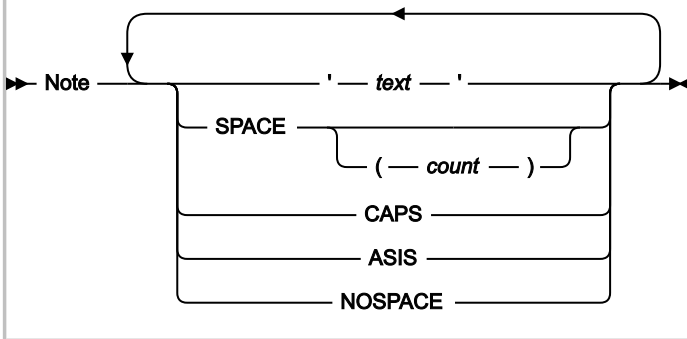 Note ' text '
SPACE
( count )
CAPS
ASIS
NOSPACE